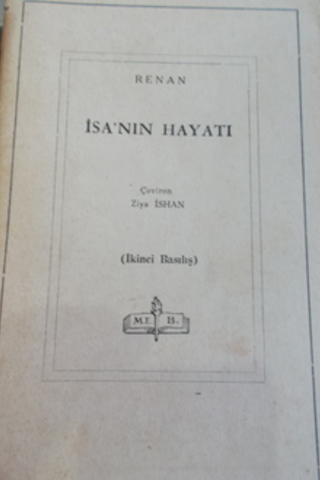 RENAN
İSA'NIN HAYATI
Çeviren
Ziya İSHAN
(İkinci Basılış)
M.E. B.